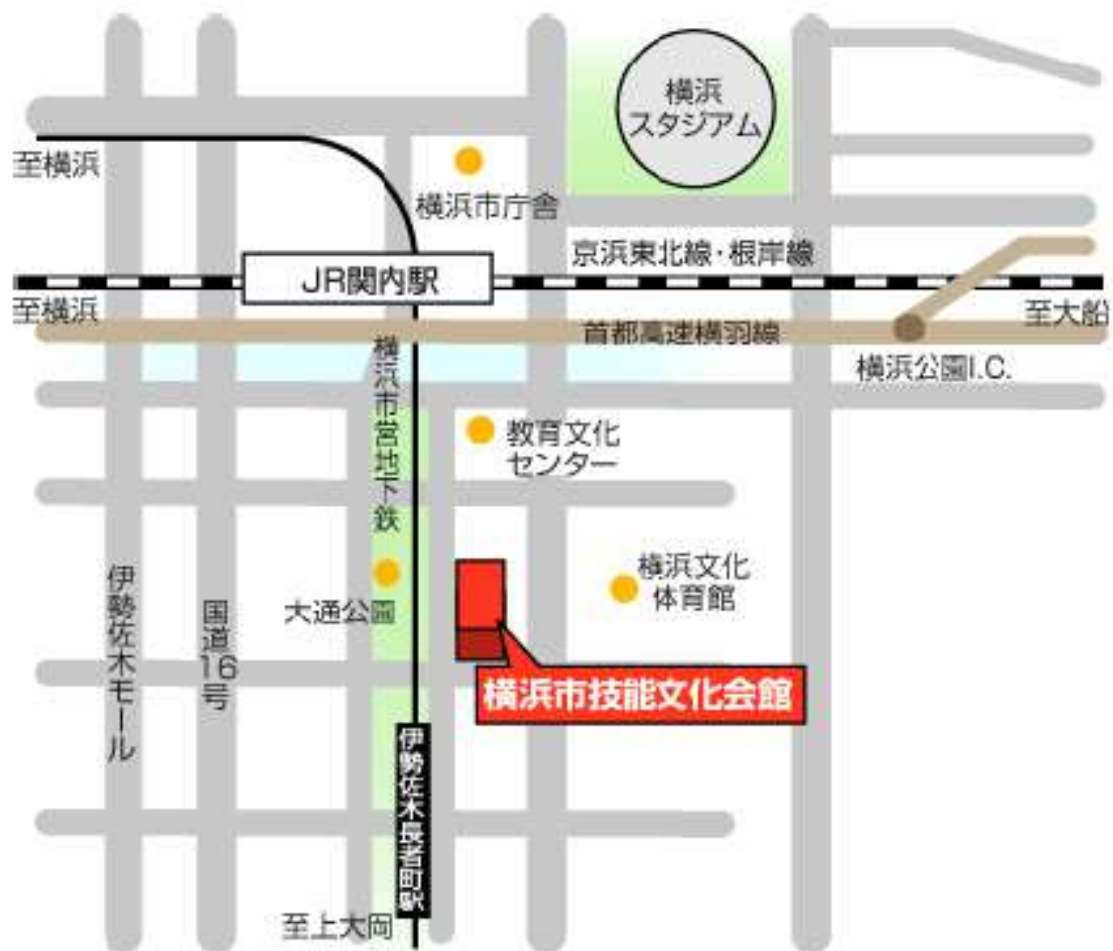 横浜
スタジアム
至横浜
横浜市庁舎
京浜東北線・根岸線
JR関内駅
至横浜
至大船
首都高速横羽線
横浜公園I.C.
横浜市営地下鉄
教育文化
センター
横浜文化
体育館
大通公園
伊勢佐木モール
国道16号
横浜市技能文化会館
伊勢佐木長者町駅
至上大岡